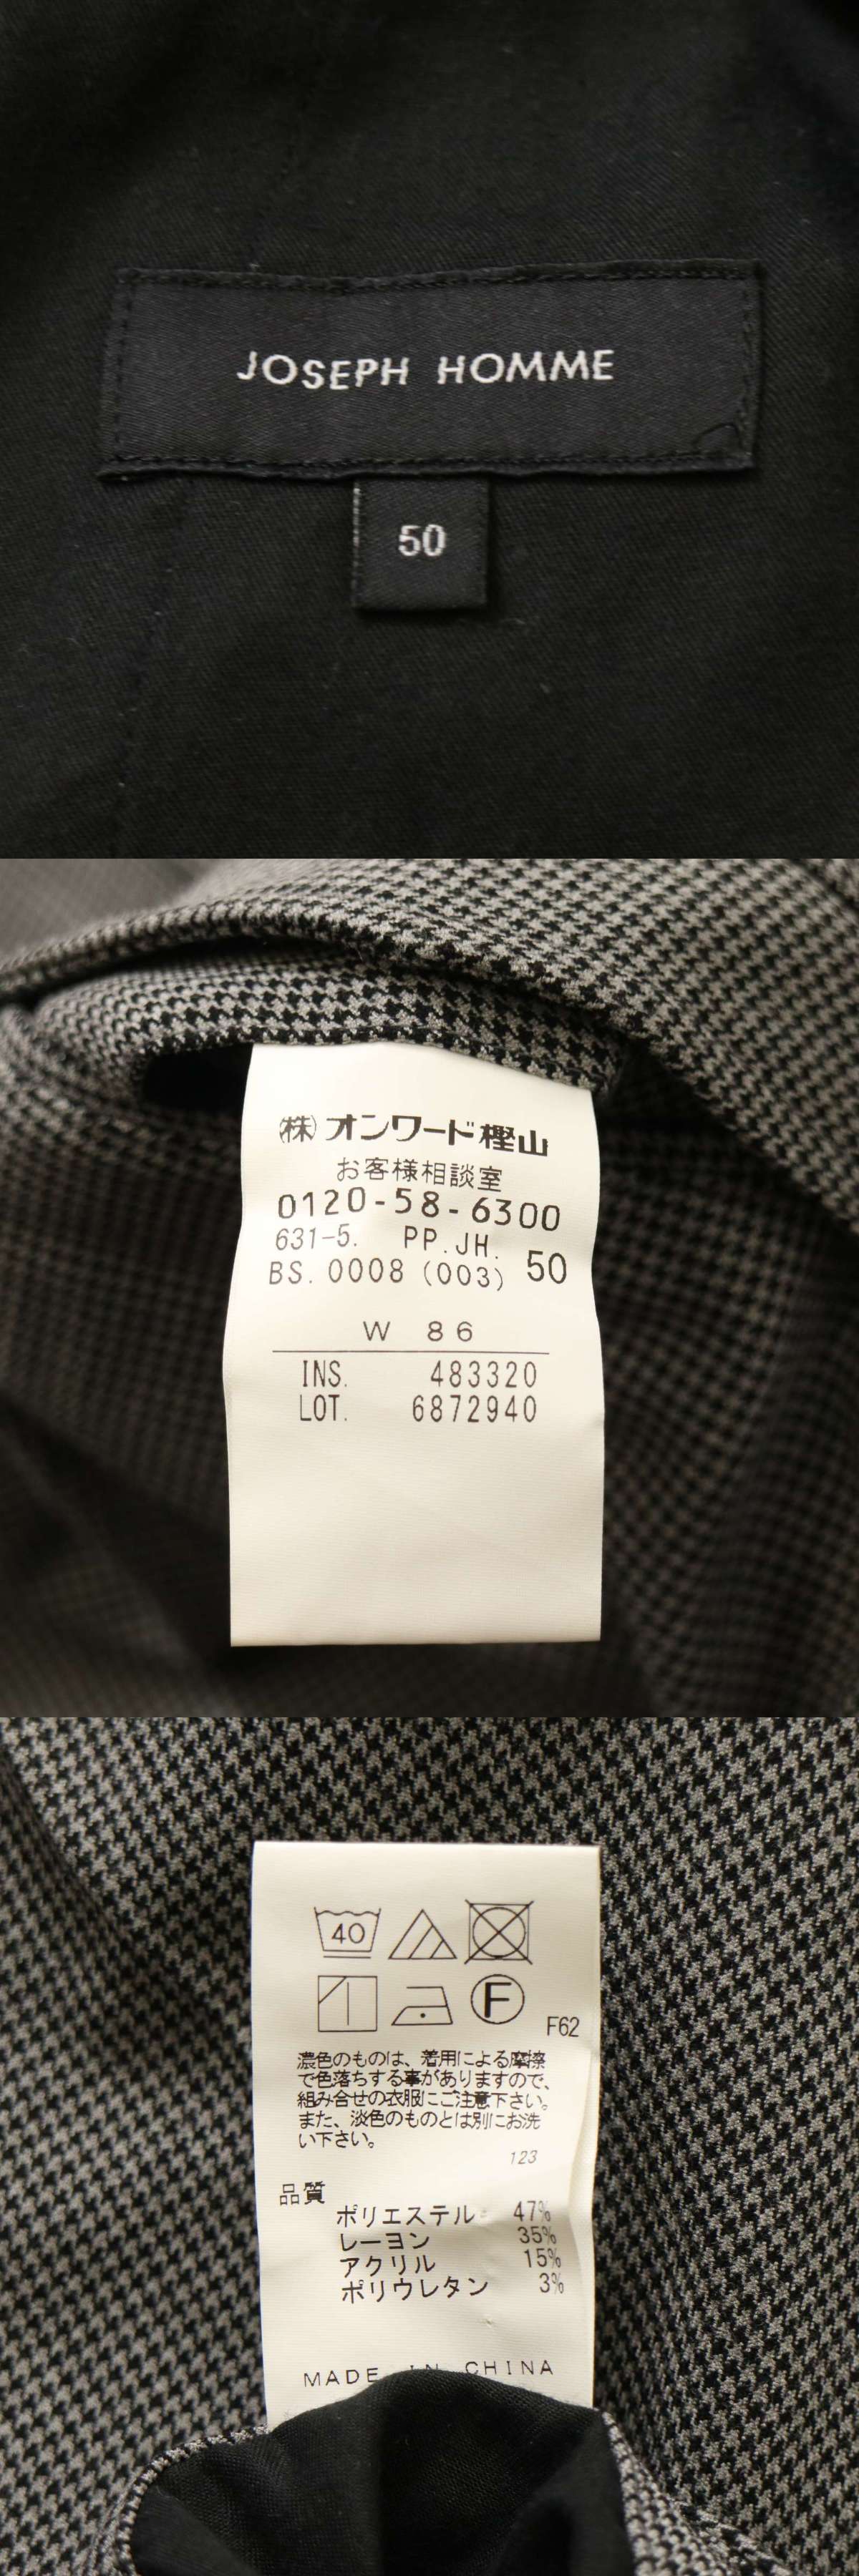 JOSEPH HOMME
50
㈱オンワード樫山
お客様相談室
0120-58-6300
631-5. PP.JH.
BS.0008 (003) 50
W 86
INS. 483320
LOT. 6872940
40
F
F62
濃色のものは、着用による摩擦
で色落ちする事がありますので、
組み合せの衣服にご注意下さい。
また、淡色のものとは別にお洗
い下さい。
123
品質
ポリエステル 47%
レーヨン 35%
アクリル 15%
ポリウレタン 3%
MADE IN CHINA